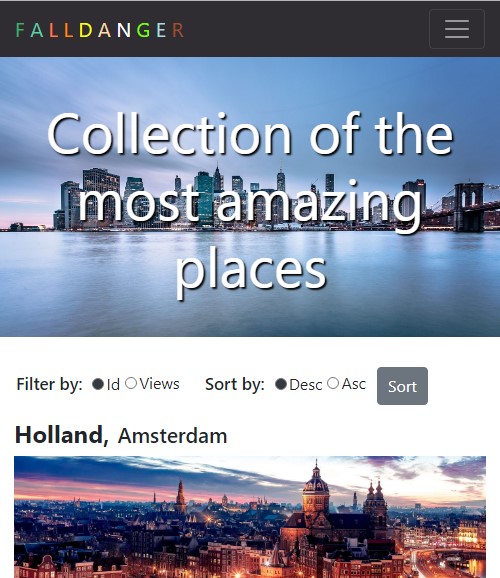 FALLDANGER
Collection of the
most amazing
places
Filter by: Id Views Sort by: Desc Asc Sort
Holland, Amsterdam